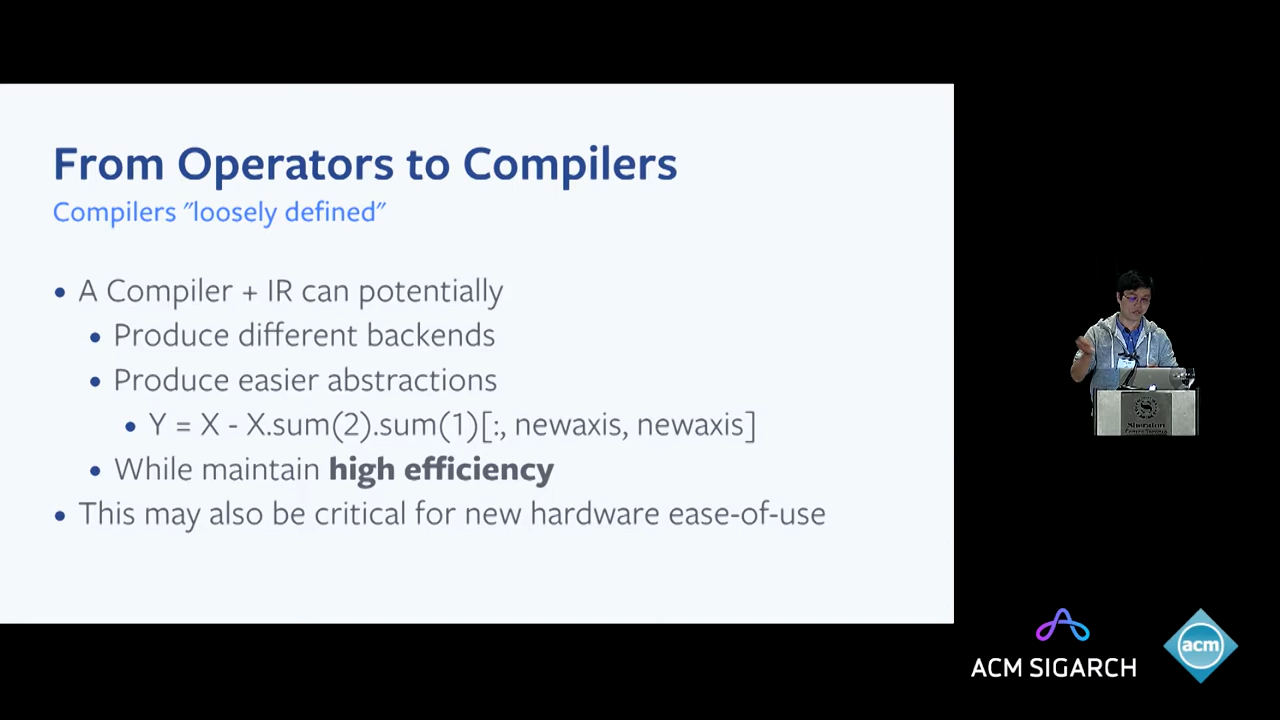 From Operators to Compilers
Compilers "loosely defined"
• A Compiler + IR can potentially
• Produce different backends
• Produce easier abstractions
• Y = X - X.sum(2).sum(1)[:, newaxis, newaxis]
• While maintain high efficiency
• This may also be critical for new hardware ease-of-use
Sheraton
ACM SIGARCH
acm